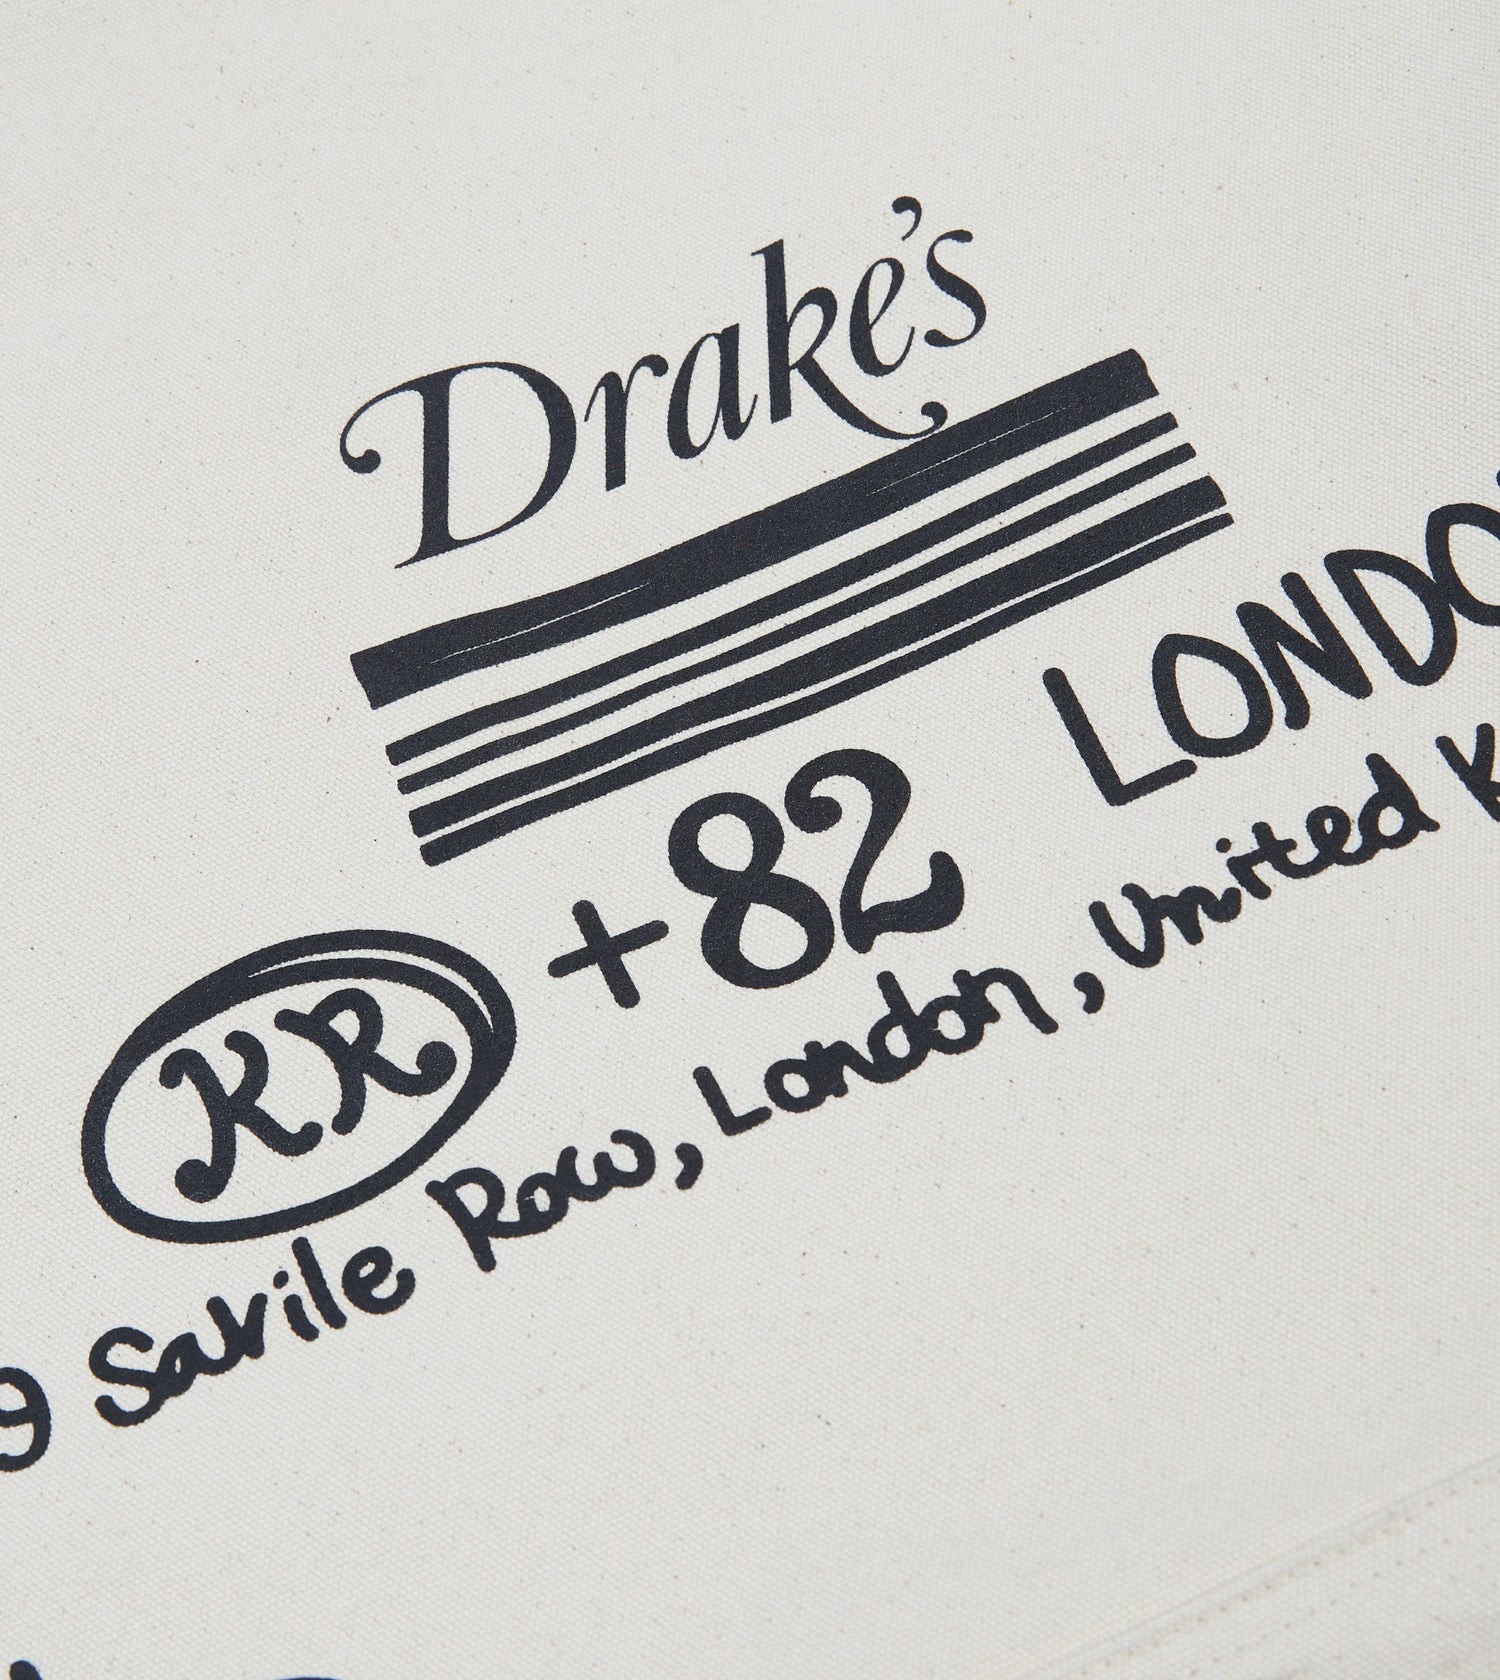 Drake's
KR +82 LONDO
9 Savile Row, London, United K